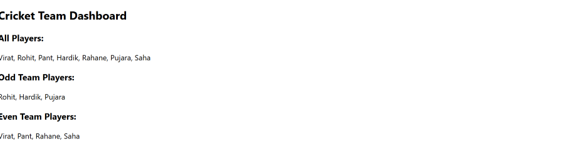 Cricket Team Dashboard
All Players:
Virat, Rohit, Pant, Hardik, Rahane, Pujara, Saha
Odd Team Players:
Rohit, Hardik, Pujara
Even Team Players:
Virat, Pant, Rahane, Saha